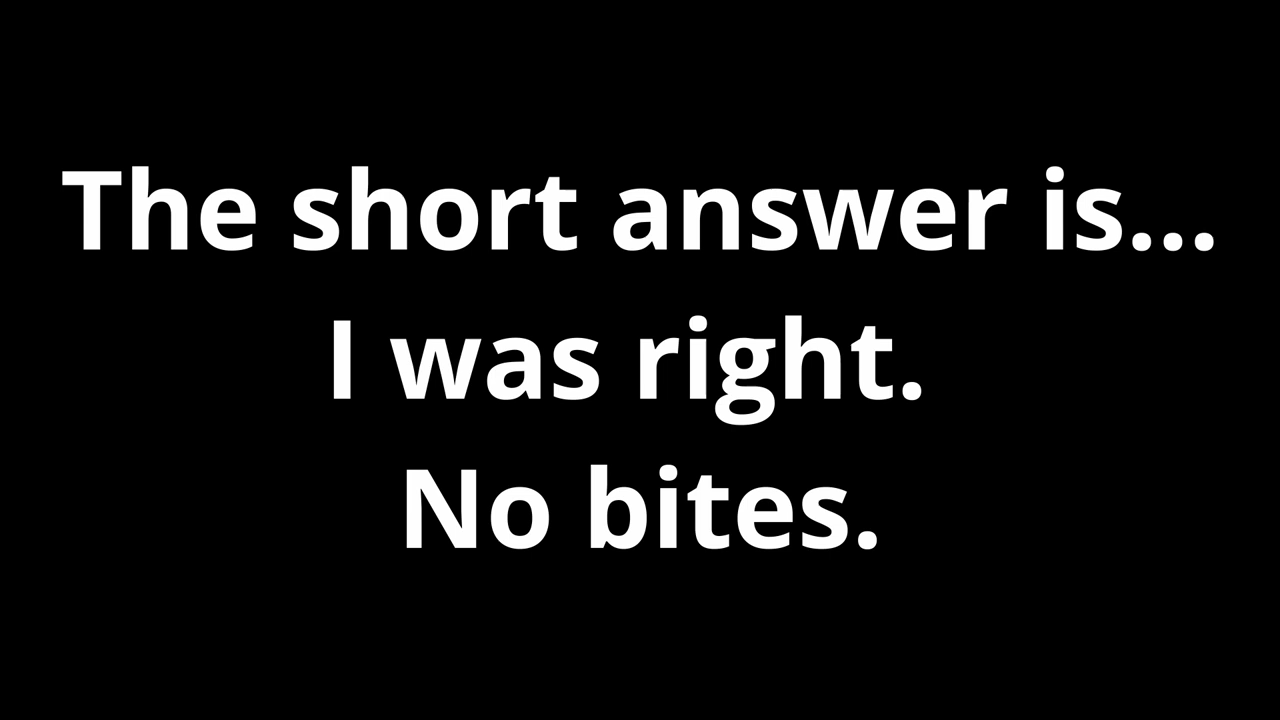 The short answer is...
I was right.
No bites.